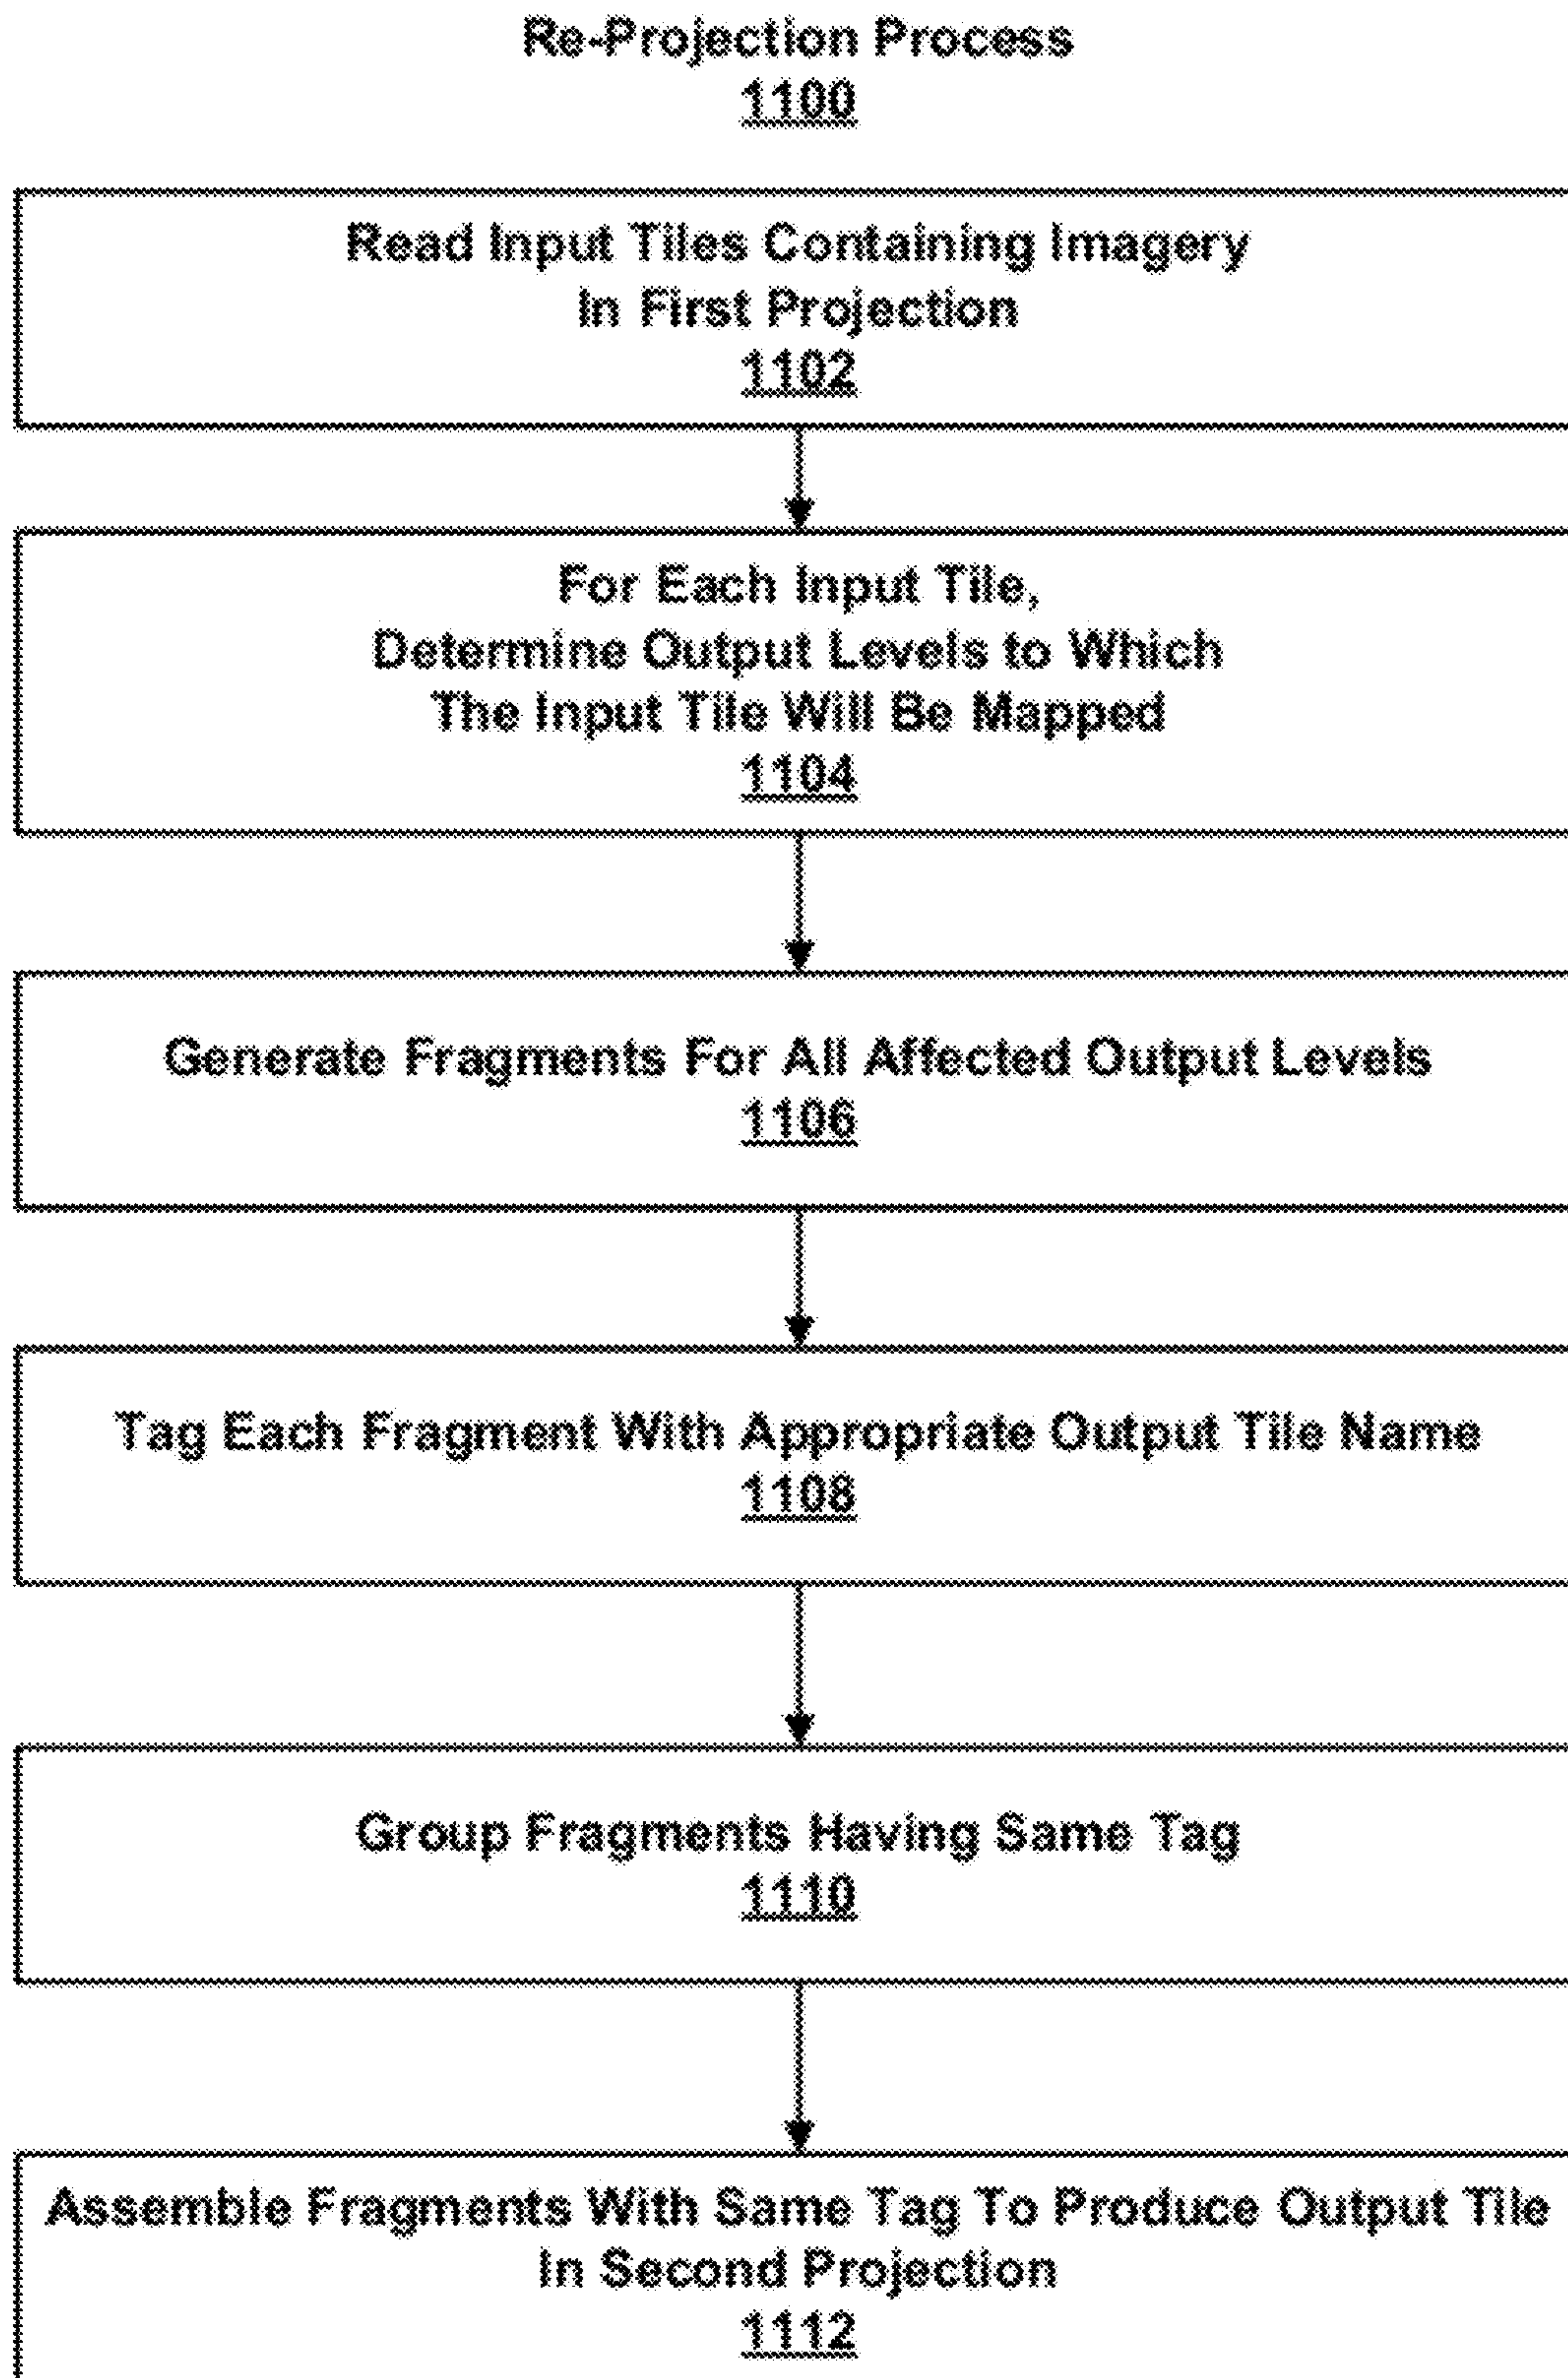 Re-Projection Process
1100
Read Input Tiles Containing Imagery
In First Projection
1102
For Each Input Tile,
Determine Output Levels to Which
The Input Tile Will Be Mapped
1104
Generate Fragments For All Affected Output Levels
1106
Tag Each Fragment With Appropriate Output Tile Name
1108
Group Fragments Having Same Tag
1110
Assemble Fragments With Same Tag To Produce Output Tile
In Second Projection
1112